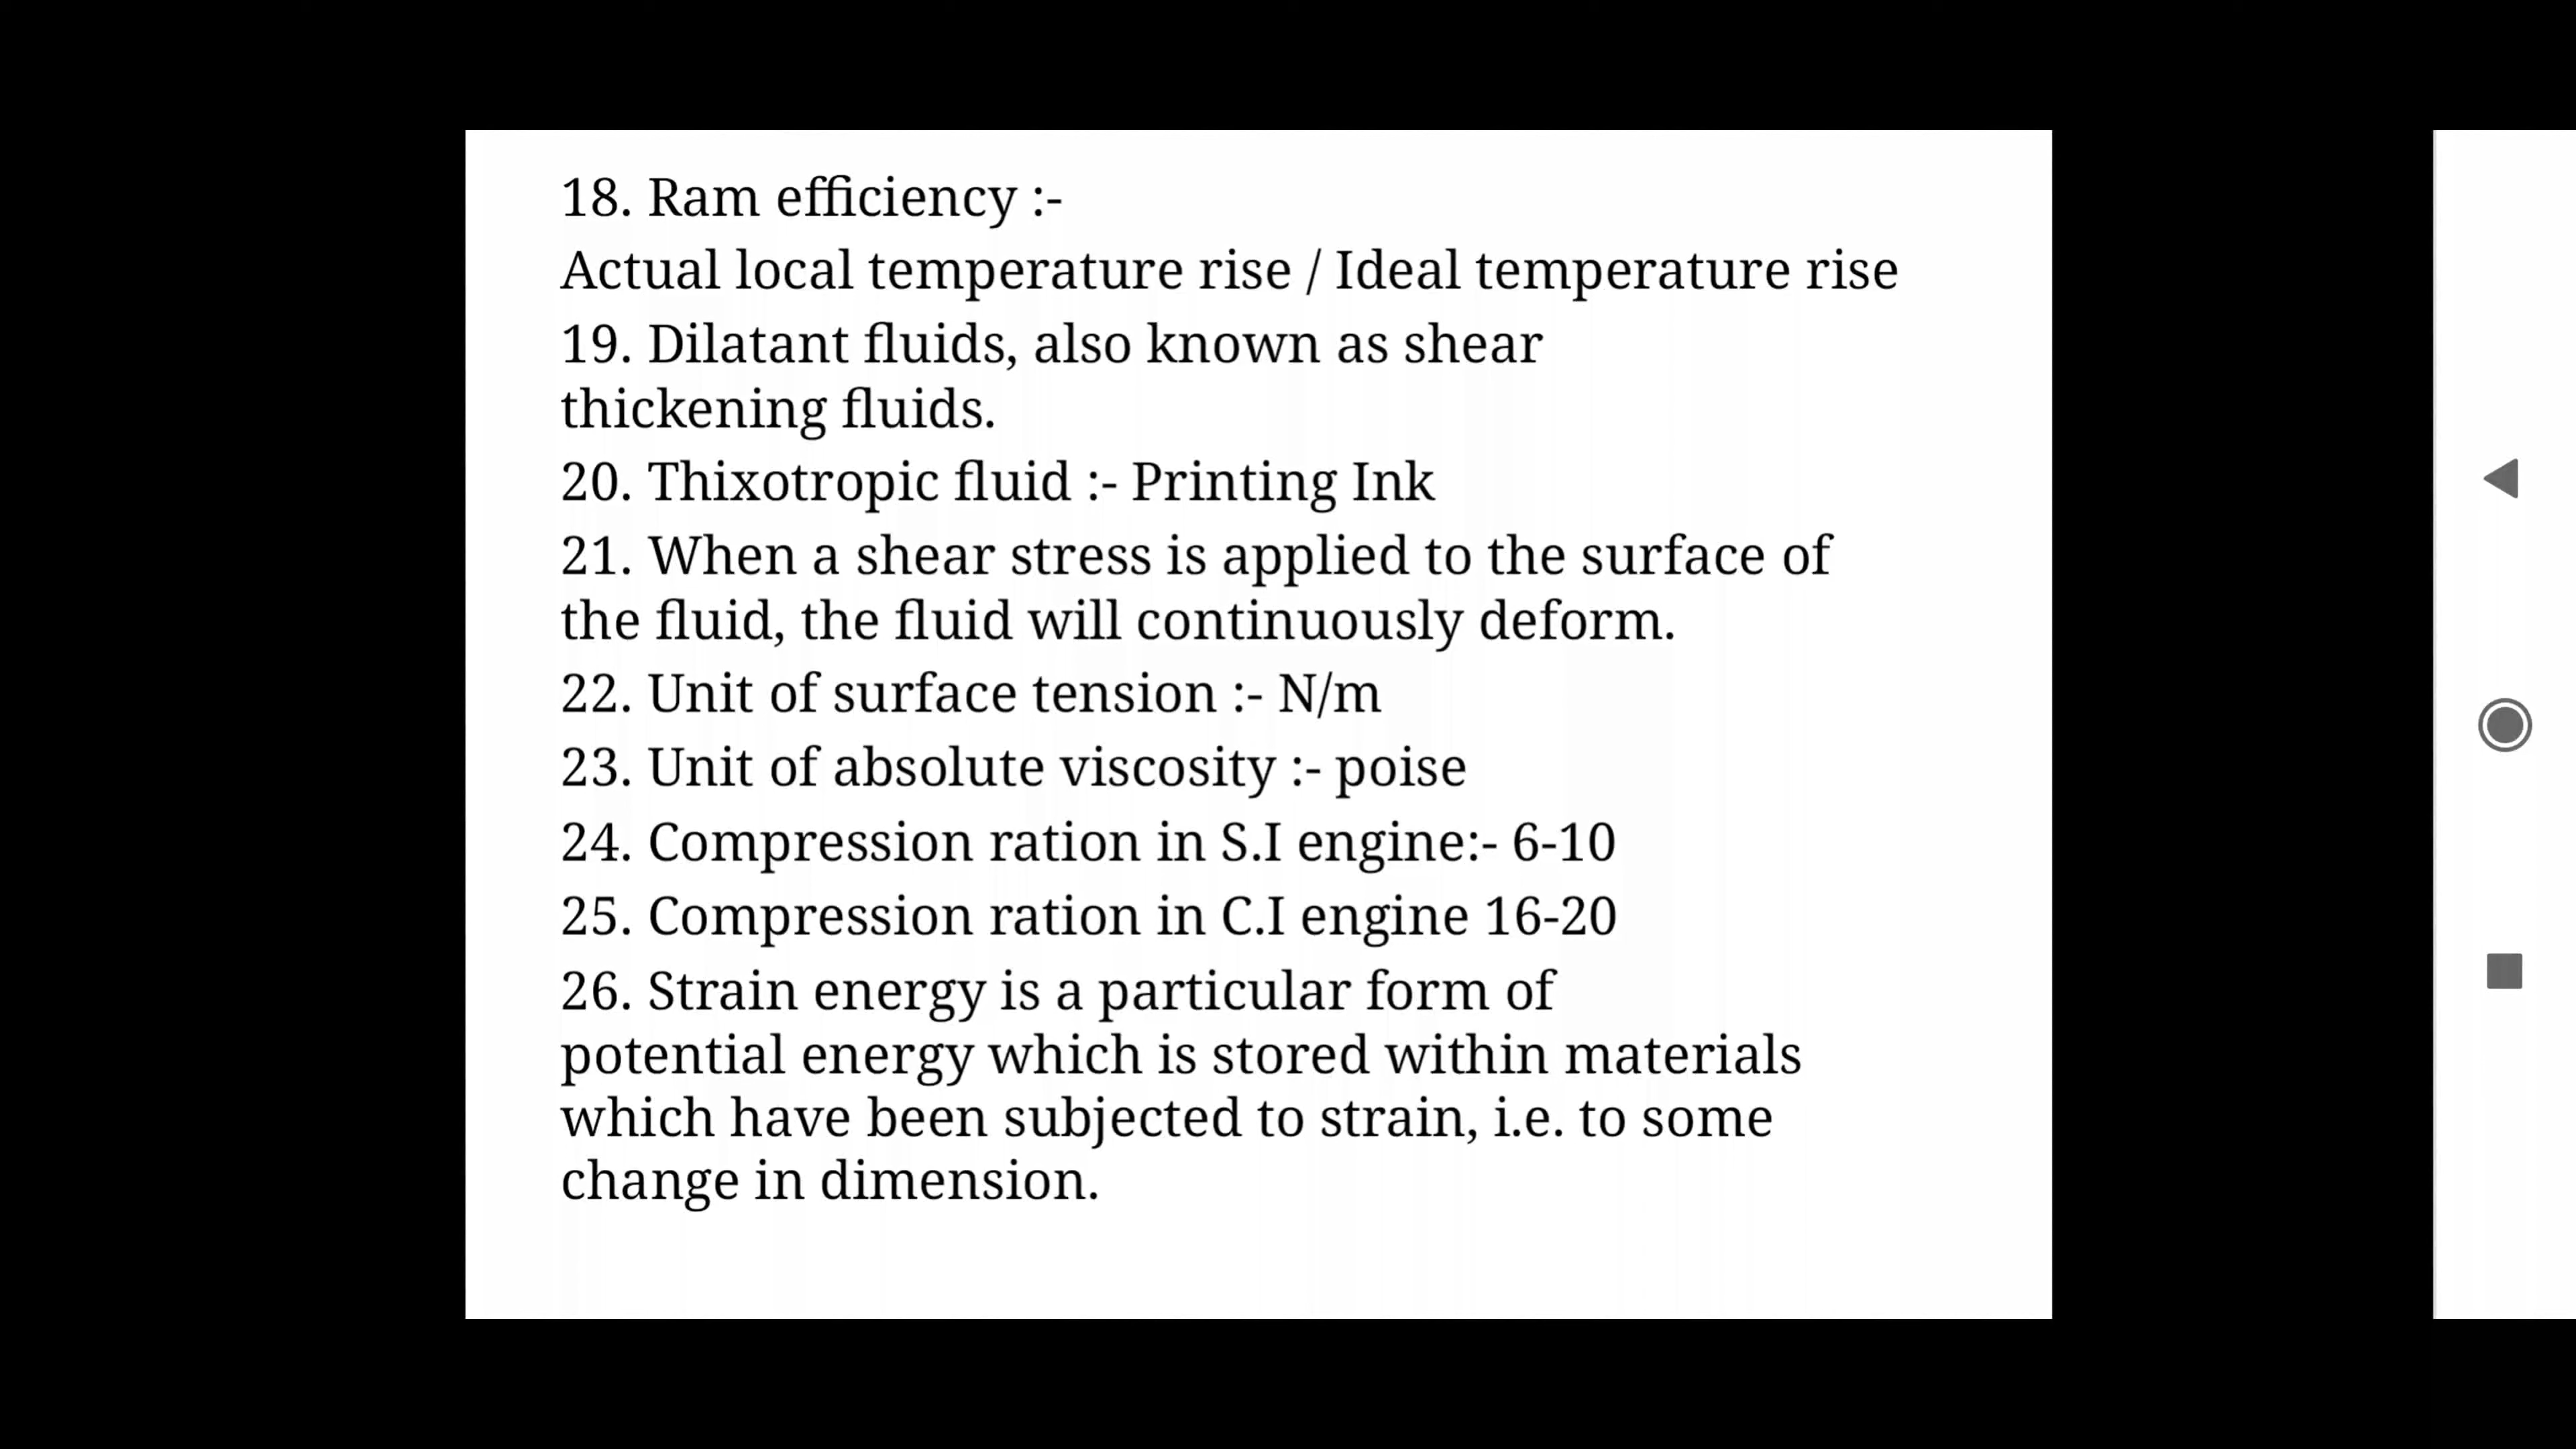 18. Ram efficiency :-
Actual local temperature rise / Ideal temperature rise
19. Dilatant fluids, also known as shear
thickening fluids.
20. Thixotropic fluid :- Printing Ink
21. When a shear stress is applied to the surface of
the fluid, the fluid will continuously deform.
22. Unit of surface tension :- N/m
23. Unit of absolute viscosity :- poise
24. Compression ration in S.I engine:- 6-10
25. Compression ration in C.I engine 16-20
26. Strain energy is a particular form of
potential energy which is stored within materials
which have been subjected to strain, i.e. to some
change in dimension.